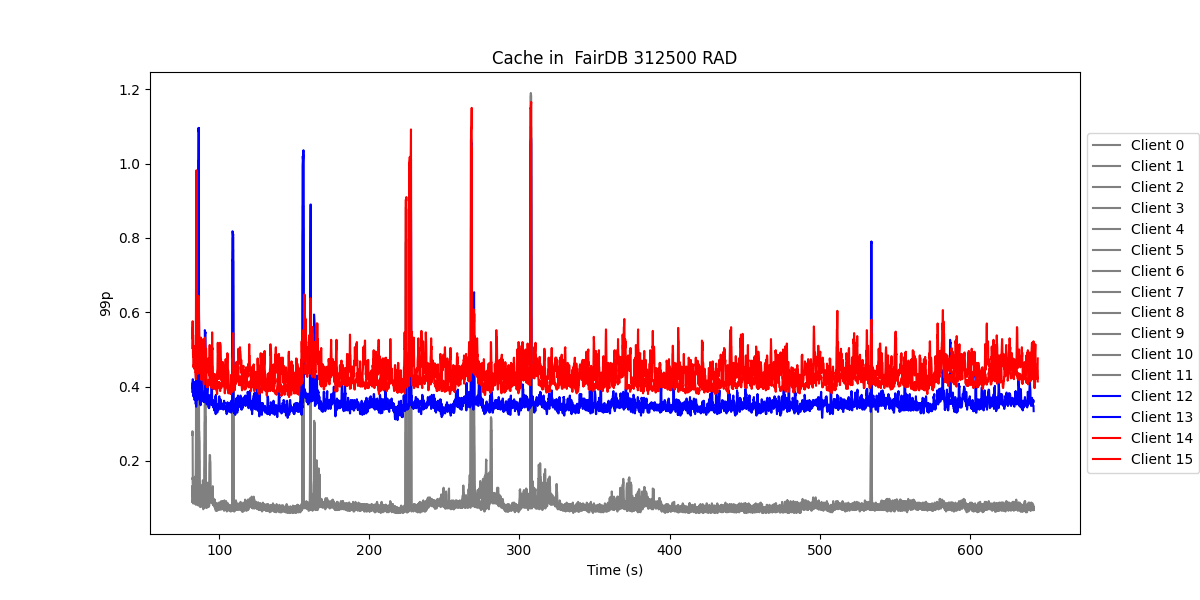 Cache in  FairDB 312500 RAD
99p
1.2
1.0
0.8
0.6
0.4
0.2
100
200
300
400
500
600
Time (s)
Client 0
Client 1
Client 2
Client 3
Client 4
Client 5
Client 6
Client 7
Client 8
Client 9
Client 10
Client 11
Client 12
Client 13
Client 14
Client 15